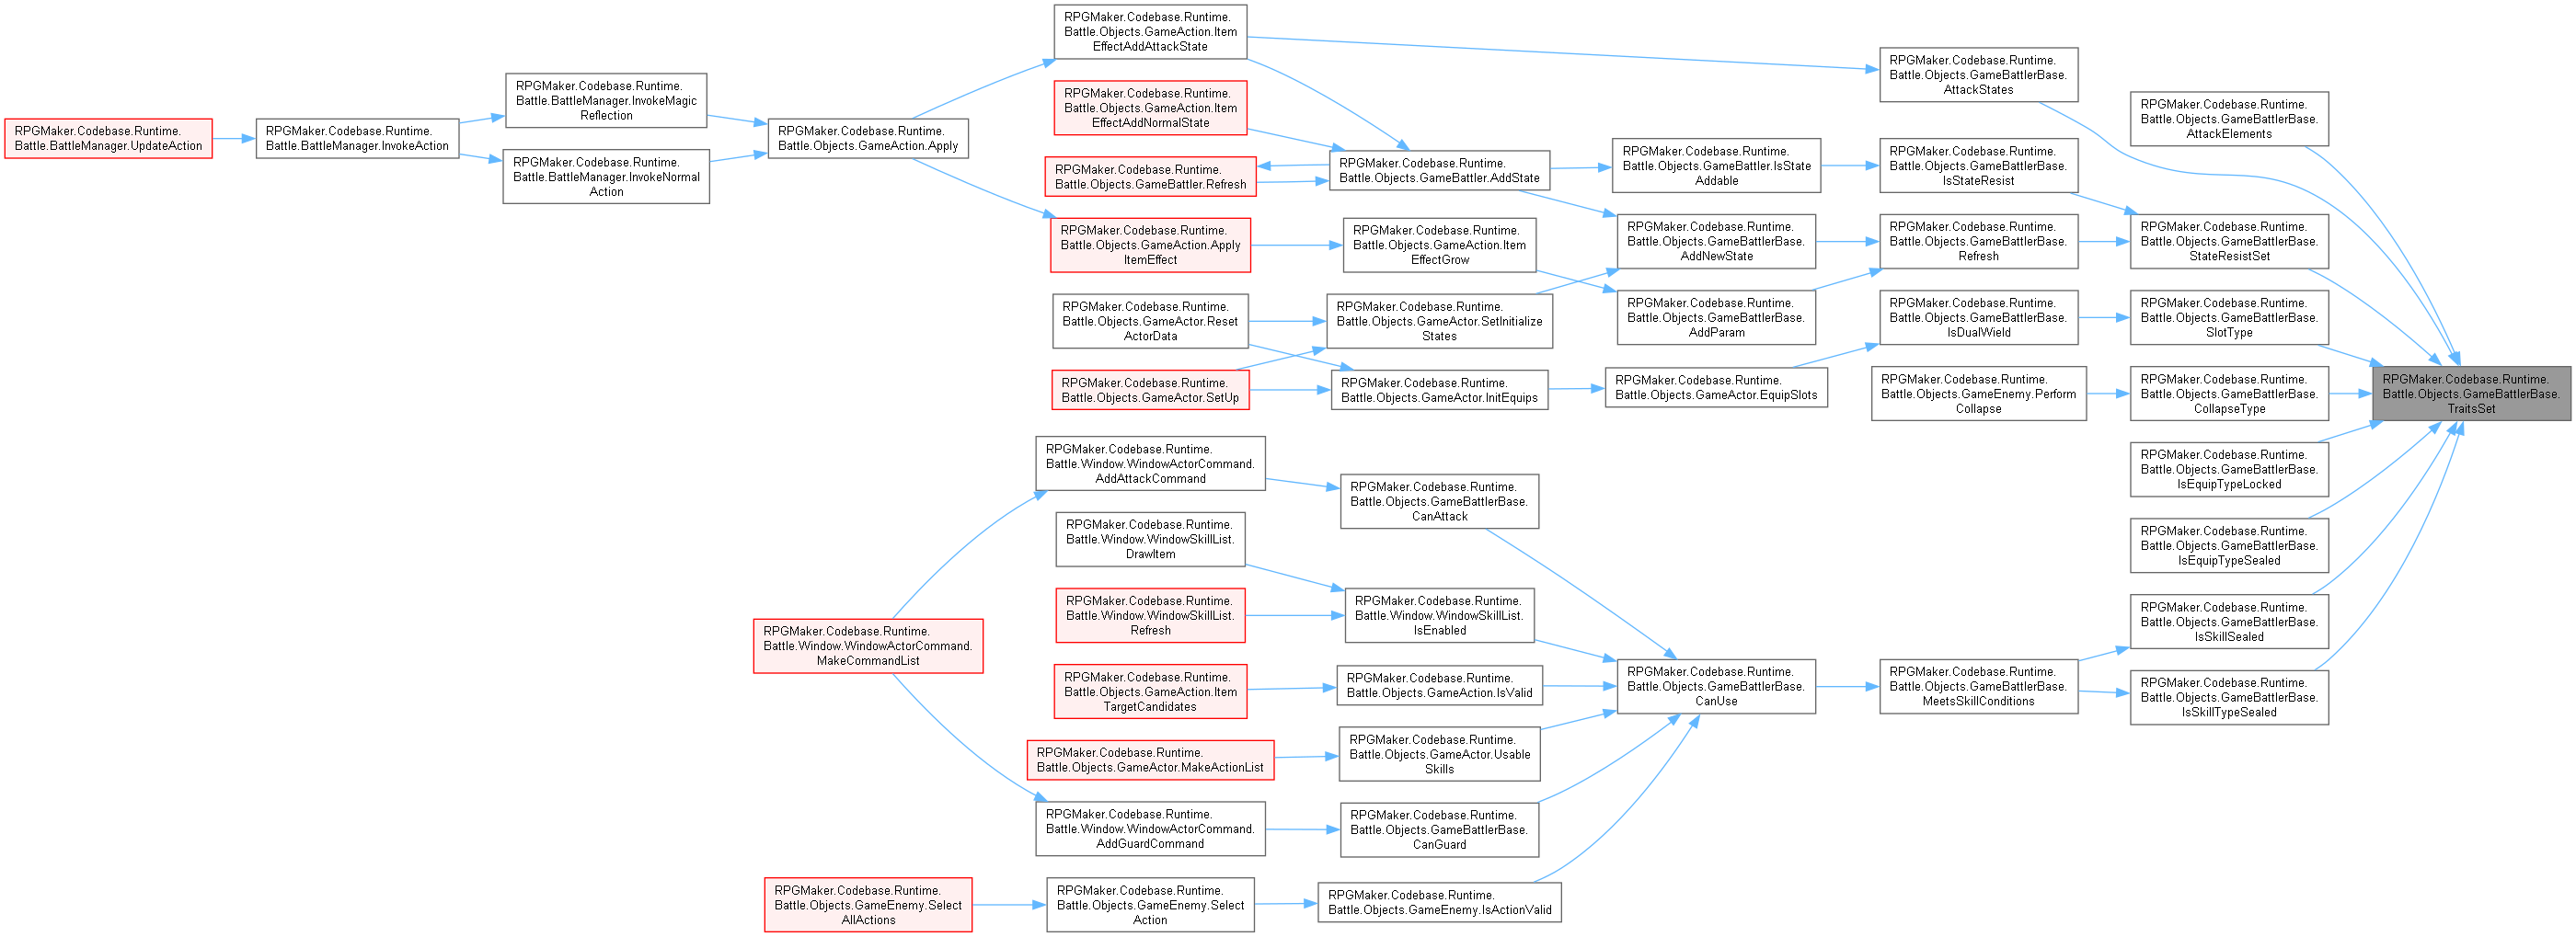 RPGMaker.Codebase.Runtime.
Battle.BattleManager.UpdateAction
RPGMaker.Codebase.Runtime.
Battle.BattleManager.InvokeAction
RPGMaker.Codebase.Runtime.
Battle.BattleManager.InvokeMagic
Reflection
RPGMaker.Codebase.Runtime.
Battle.BattleManager.InvokeNormal
Action
RPGMaker.Codebase.Runtime.
Battle.Objects.GameAction.Apply
RPGMaker.Codebase.Runtime.
Battle.Window.WindowActorCommand.
MakeCommandList
RPGMaker.Codebase.Runtime.
Battle.Objects.GameEnemy.Select
AllActions
RPGMaker.Codebase.Runtime.
Battle.Objects.GameAction.Item
EffectAddAttackState
RPGMaker.Codebase.Runtime.
Battle.Objects.GameAction.Item
EffectAddNormalState
RPGMaker.Codebase.Runtime.
Battle.Objects.GameBattler.Refresh
RPGMaker.Codebase.Runtime.
Battle.Objects.GameAction.Apply
ItemEffect
RPGMaker.Codebase.Runtime.
Battle.Objects.GameActor.Reset
ActorData
RPGMaker.Codebase.Runtime.
Battle.Objects.GameActor.SetUp
RPGMaker.Codebase.Runtime.
Battle.Window.WindowActorCommand.
AddAttackCommand
RPGMaker.Codebase.Runtime.
Battle.Window.WindowSkillList.
DrawItem
RPGMaker.Codebase.Runtime.
Battle.Window.WindowSkillList.
Refresh
RPGMaker.Codebase.Runtime.
Battle.Objects.GameAction.Item
TargetCandidates
RPGMaker.Codebase.Runtime.
Battle.Objects.GameActor.MakeActionList
RPGMaker.Codebase.Runtime.
Battle.Window.WindowActorCommand.
AddGuardCommand
RPGMaker.Codebase.Runtime.
Battle.Objects.GameEnemy.Select
Action
RPGMaker.Codebase.Runtime.
Battle.Objects.GameBattler.AddState
RPGMaker.Codebase.Runtime.
Battle.Objects.GameAction.Item
EffectGrow
RPGMaker.Codebase.Runtime.
Battle.Objects.GameActor.SetInitialize
States
RPGMaker.Codebase.Runtime.
Battle.Objects.GameActor.InitEquips
RPGMaker.Codebase.Runtime.
Battle.Objects.GameBattlerBase.
CanAttack
RPGMaker.Codebase.Runtime.
Battle.Window.WindowSkillList.
IsEnabled
RPGMaker.Codebase.Runtime.
Battle.Objects.GameAction.IsValid
RPGMaker.Codebase.Runtime.
Battle.Objects.GameActor.Usable
Skills
RPGMaker.Codebase.Runtime.
Battle.Objects.GameBattlerBase.
CanGuard
RPGMaker.Codebase.Runtime.
Battle.Objects.GameEnemy.IsActionValid
RPGMaker.Codebase.Runtime.
Battle.Objects.GameBattler.IsState
Addable
RPGMaker.Codebase.Runtime.
Battle.Objects.GameBattlerBase.
AddNewState
RPGMaker.Codebase.Runtime.
Battle.Objects.GameBattlerBase.
AddParam
RPGMaker.Codebase.Runtime.
Battle.Objects.GameActor.EquipSlots
RPGMaker.Codebase.Runtime.
Battle.Objects.GameBattlerBase.
CanUse
RPGMaker.Codebase.Runtime.
Battle.Objects.GameBattlerBase.
AttackStates
RPGMaker.Codebase.Runtime.
Battle.Objects.GameBattlerBase.
IsStateResist
RPGMaker.Codebase.Runtime.
Battle.Objects.GameBattlerBase.
Refresh
RPGMaker.Codebase.Runtime.
Battle.Objects.GameBattlerBase.
IsDualWield
RPGMaker.Codebase.Runtime.
Battle.Objects.GameEnemy.Perform
Collapse
RPGMaker.Codebase.Runtime.
Battle.Objects.GameBattlerBase.
MeetsSkillConditions
RPGMaker.Codebase.Runtime.
Battle.Objects.GameBattlerBase.
AttackElements
RPGMaker.Codebase.Runtime.
Battle.Objects.GameBattlerBase.
StateResistSet
RPGMaker.Codebase.Runtime.
Battle.Objects.GameBattlerBase.
SlotType
RPGMaker.Codebase.Runtime.
Battle.Objects.GameBattlerBase.
CollapseType
RPGMaker.Codebase.Runtime.
Battle.Objects.GameBattlerBase.
IsEquipTypeLocked
RPGMaker.Codebase.Runtime.
Battle.Objects.GameBattlerBase.
IsEquipTypeSealed
RPGMaker.Codebase.Runtime.
Battle.Objects.GameBattlerBase.
IsSkillSealed
RPGMaker.Codebase.Runtime.
Battle.Objects.GameBattlerBase.
IsSkillTypeSealed
RPGMaker.Codebase.Runtime.
Battle.Objects.GameBattlerBase.
TraitsSet